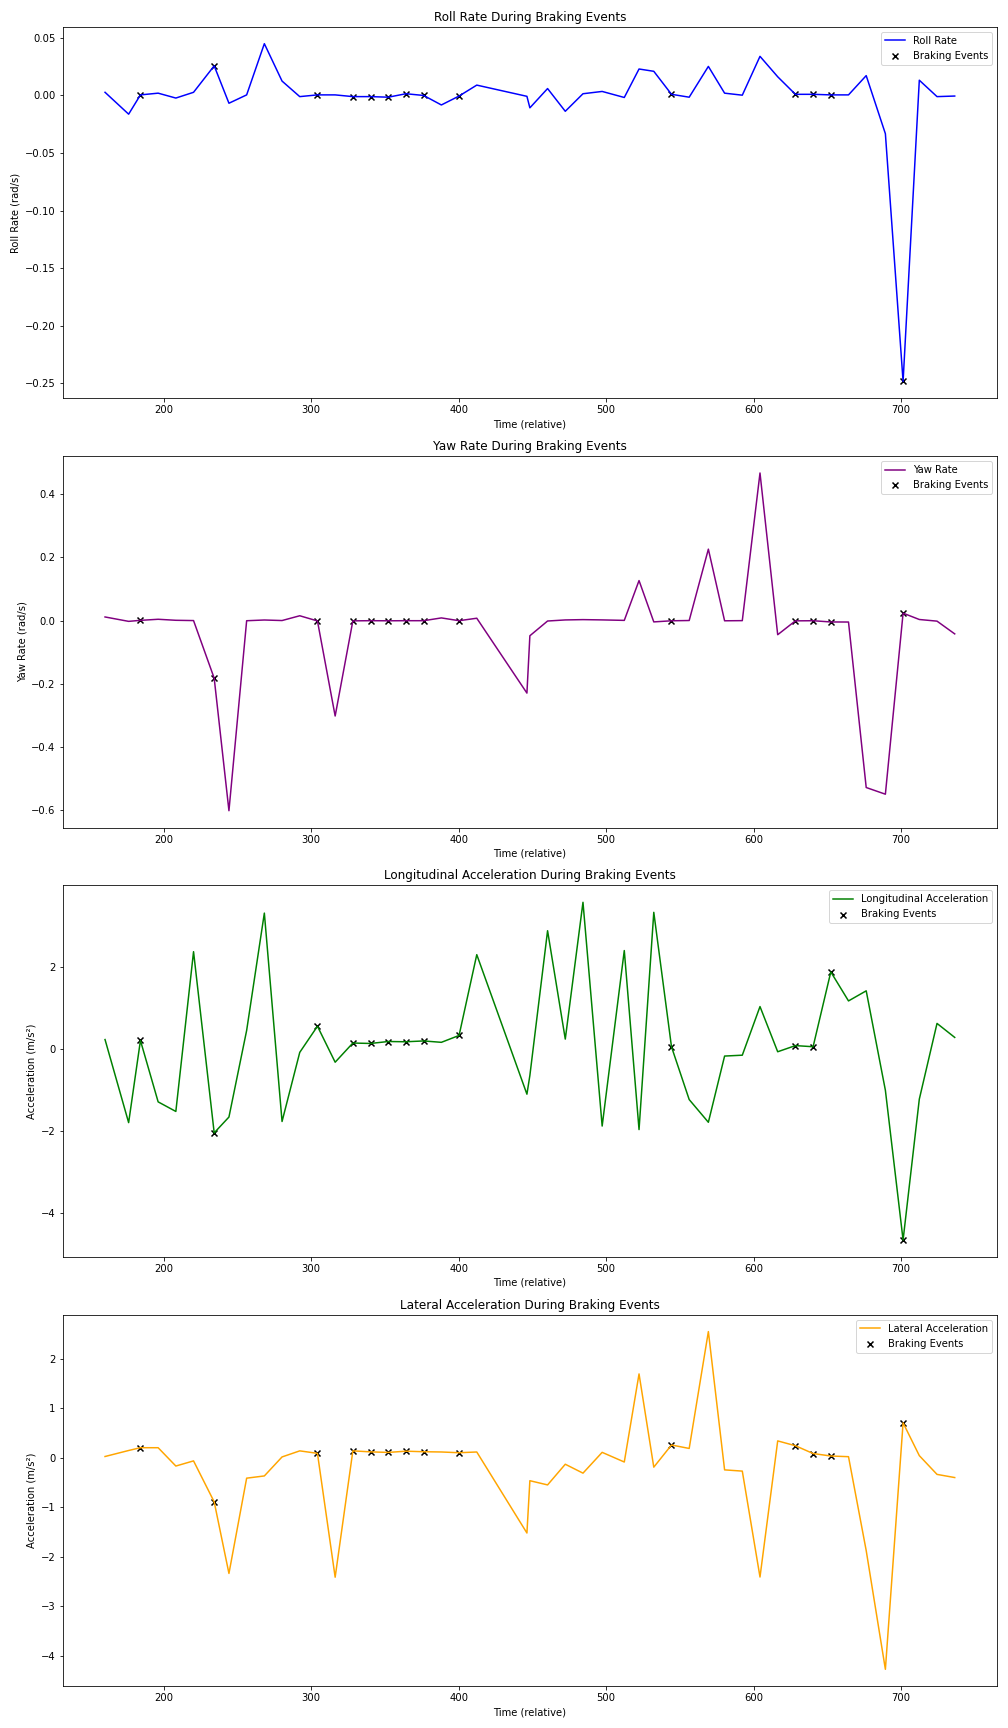 Roll Rate During Braking Events
Roll Rate
Braking Events
0.05
0.00
−0.05
−0.10
−0.15
−0.20
−0.25
Roll Rate (rad/s)
200 300 400 500 600 700
Time (relative)
Yaw Rate During Braking Events
Yaw Rate
Braking Events
0.4
0.2
0.0
−0.2
−0.4
−0.6
Yaw Rate (rad/s)
200 300 400 500 600 700
Time (relative)
Longitudinal Acceleration During Braking Events
Longitudinal Acceleration
Braking Events
2
0
−2
−4
Acceleration (m/s²)
200 300 400 500 600 700
Time (relative)
Lateral Acceleration During Braking Events
Lateral Acceleration
Braking Events
2
1
0
−1
−2
−3
−4
Acceleration (m/s²)
200 300 400 500 600 700
Time (relative)